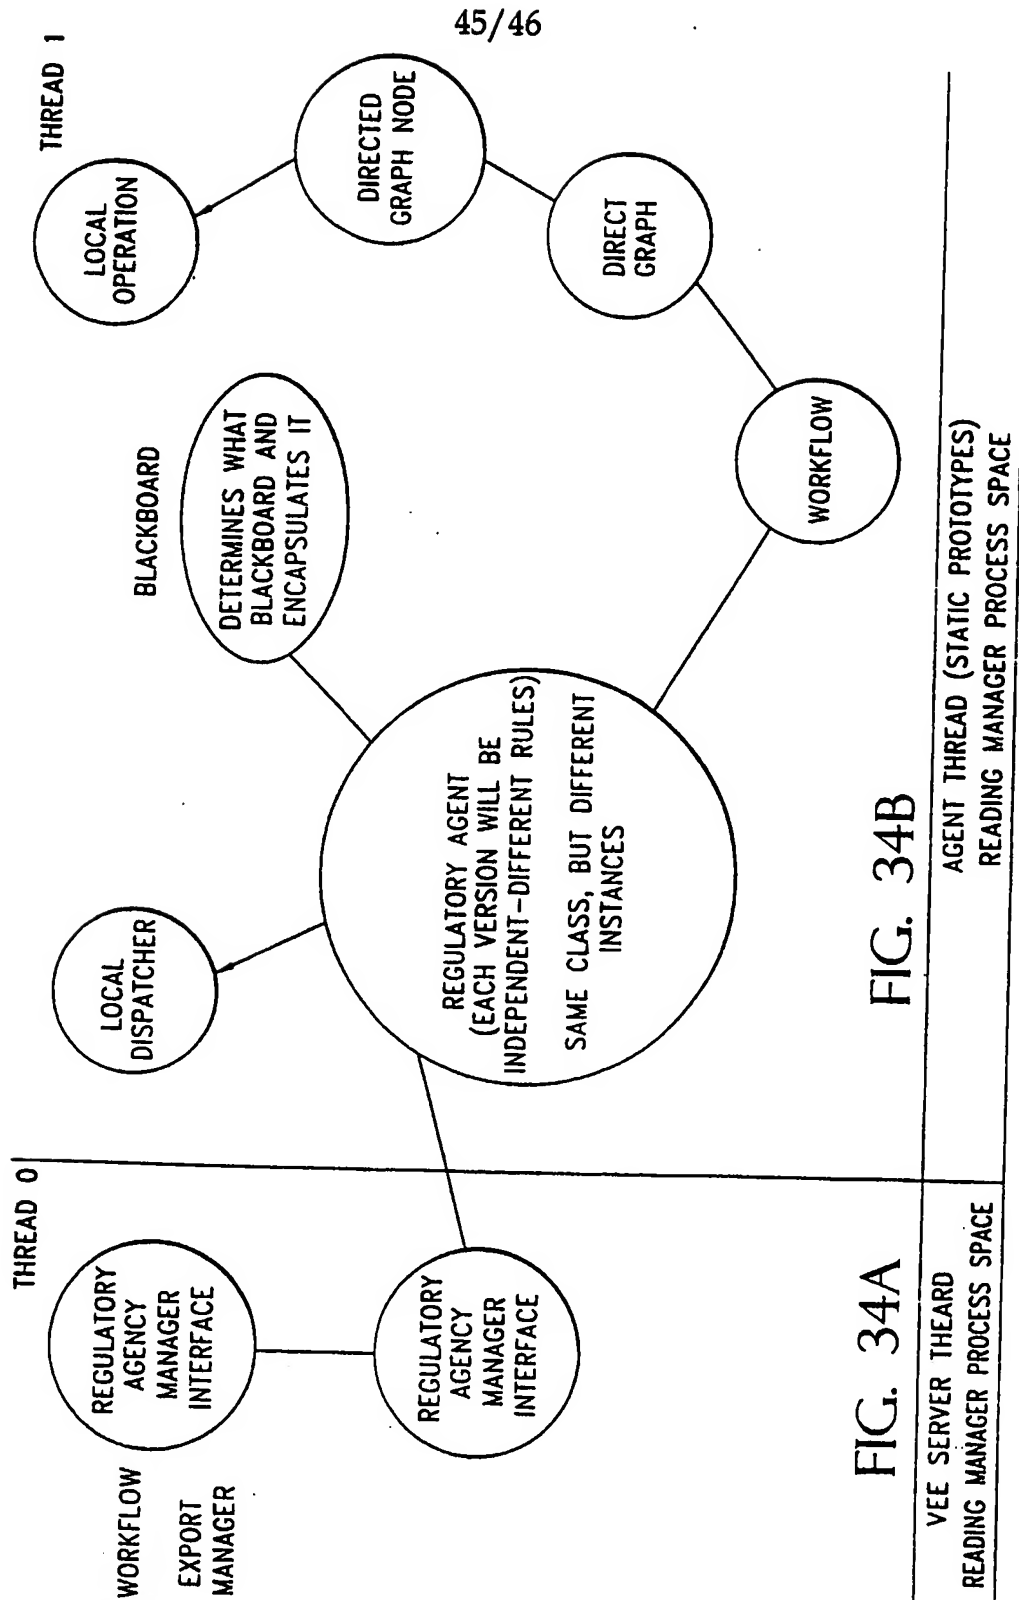 45/46
THREAD 0
WORKFLOW
EXPORT
MANAGER
REGULATORY
AGENCY
MANAGER
INTERFACE
REGULATORY
AGENCY
MANAGER
INTERFACE
FIG. 34A
VEE SERVER THEARD
READING MANAGER PROCESS SPACE
THREAD 1
LOCAL
DISPATCHER
REGULATORY AGENT
(EACH VERSION WILL BE
INDEPENDENT-DIFFERENT RULES)
SAME CLASS, BUT DIFFERENT
INSTANCES
BLACKBOARD
DETERMINES WHAT
BLACKBOARD AND
ENCAPSULATES IT
LOCAL
OPERATION
DIRECTED
GRAPH NODE
DIRECT
GRAPH
WORKFLOW
FIG. 34B
AGENT THREAD (STATIC PROTOTYPES)
READING MANAGER PROCESS SPACE